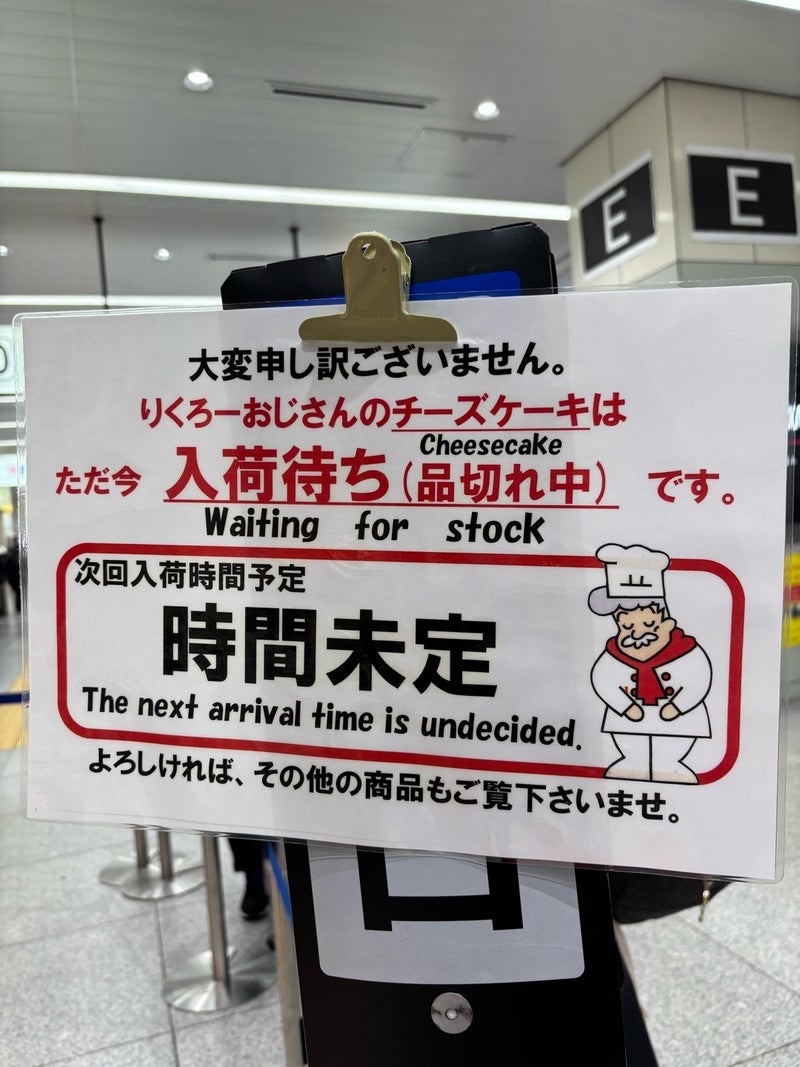 E
E
大変申し訳ございません。
りくろーおじさんのチーズケーキは
Cheesecake
ただ今 入荷待ち(品切れ中) です。
Waiting for stock
次回入荷時間予定
時間未定
The next arrival time is undecided.
よろしければ、その他の商品もご覧下さいませ。